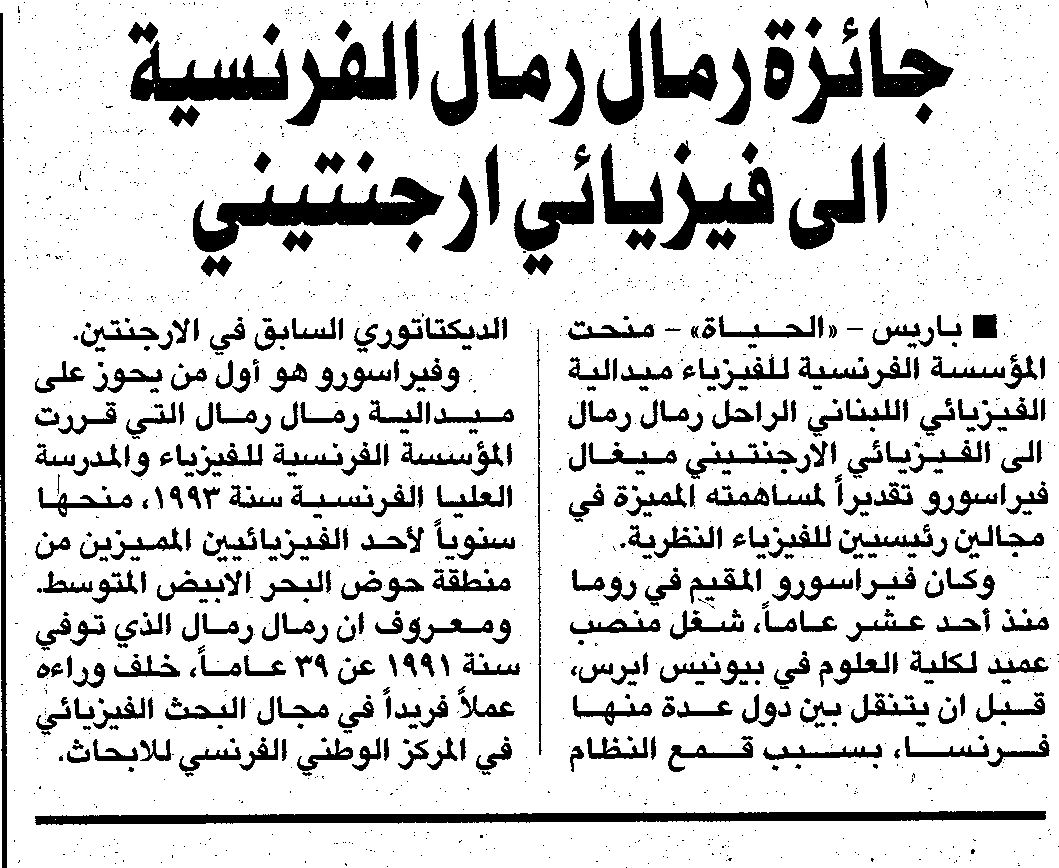 جائزة رمال رمال الفرنسية
الى فيزيائي ارجنتيني
■ باريس – «الحياة» – منحت
المؤسسة الفرنسية للفيزياء ميدالية
الفيزيائي اللبناني الراحل رمال رمال
الى الفيزيائي الارجنتيني ميغال
فيراسورو تقديراً لمساهمته المميزة في
مجالين رئيسيين للفيزياء النظرية.
وكان فيراسورو المقيم في روما
منذ أحد عشر عاماً، شغل منصب
عميد لكلية العلوم في بيونيس ايرس،
قبل ان يتنقل بين دول عدة منها
فرنسا، بسبب قمع النظام
الديكتاتوري السابق في الارجنتين.
وفيراسورو هو أول من يحوز على
ميدالية رمال رمال التي قررت
المؤسسة الفرنسية للفيزياء والمدرسة
العليا الفرنسية سنة ١٩٩٣، منحها
سنوياً لأحد الفيزيائيين المميزين من
منطقة حوض البحر الابيض المتوسط.
ومعروف ان رمال رمال الذي توفي
سنة ١٩٩١ عن ٣٩ عاماً، خلف وراءه
عملاً فريداً في مجال البحث الفيزيائي
في المركز الوطني الفرنسي للابحاث.